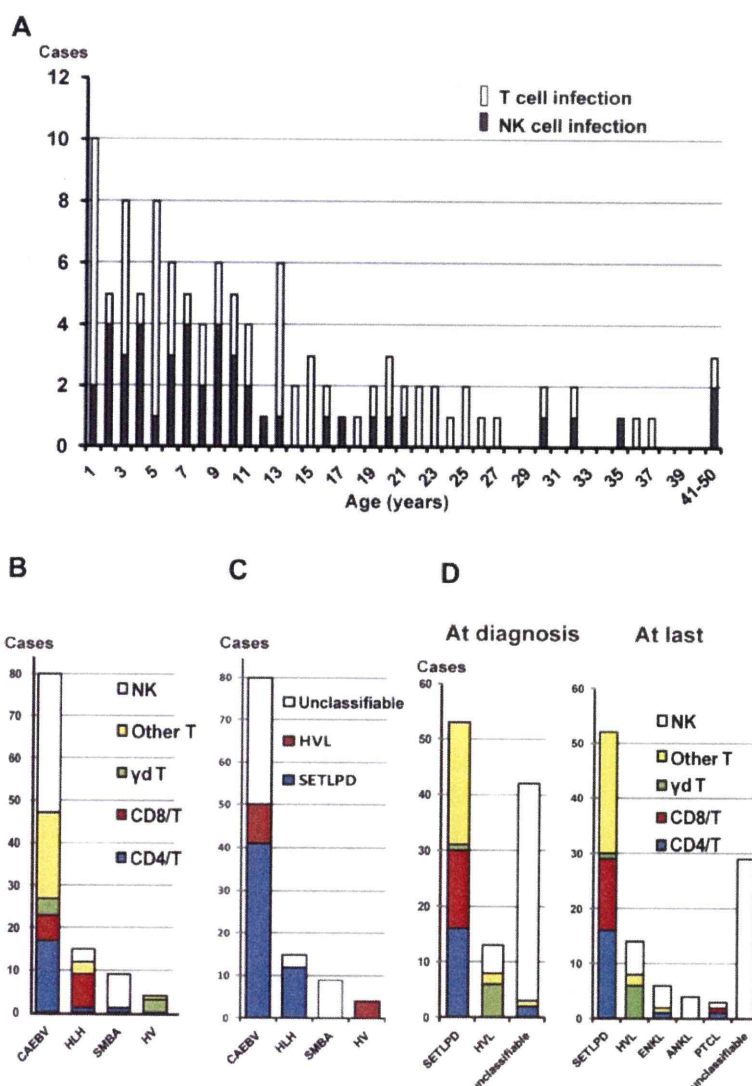 A
Cases
12
10
8
6
4
2
0
T cell infection
NK cell infection
1 3 5 7 9 11 13 15 17 19 21 23 25 27 29 31 33 35 37 39 41-50
Age (years)
B
Cases
80
70
60
50
40
30
20
10
0
NK
Other T
γd T
CD8/T
CD4/T
CAEBV HLH SMBA HV
C
Cases
80
70
60
50
40
30
20
10
0
Unclassifiable
HVL
SETLPD
CAEBV HLH SMBA HV
D
At diagnosis
Cases
60
50
40
30
20
10
0
SETLPD HVL unclassifiable
At last
60
50
40
30
20
10
0
NK
Other T
γd T
CD8/T
CD4/T
SETLPD HVL ENKL ANKL PTCL unclassifiable